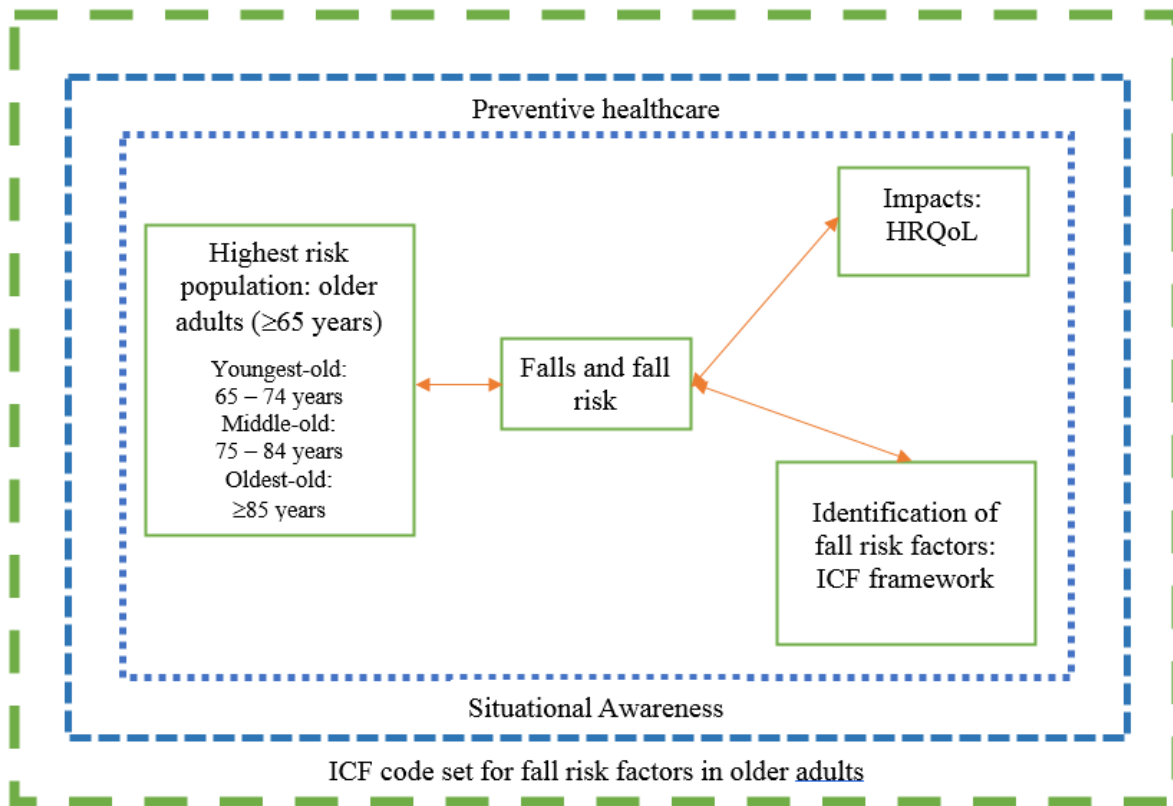 Preventive healthcare
Highest risk
population: older
adults (≥65 years)
Youngest-old:
65 – 74 years
Middle-old:
75 – 84 years
Oldest-old:
≥85 years
Falls and fall
risk
Impacts:
HRQoL
Identification of
fall risk factors:
ICF framework
Situational Awareness
ICF code set for fall risk factors in older adults